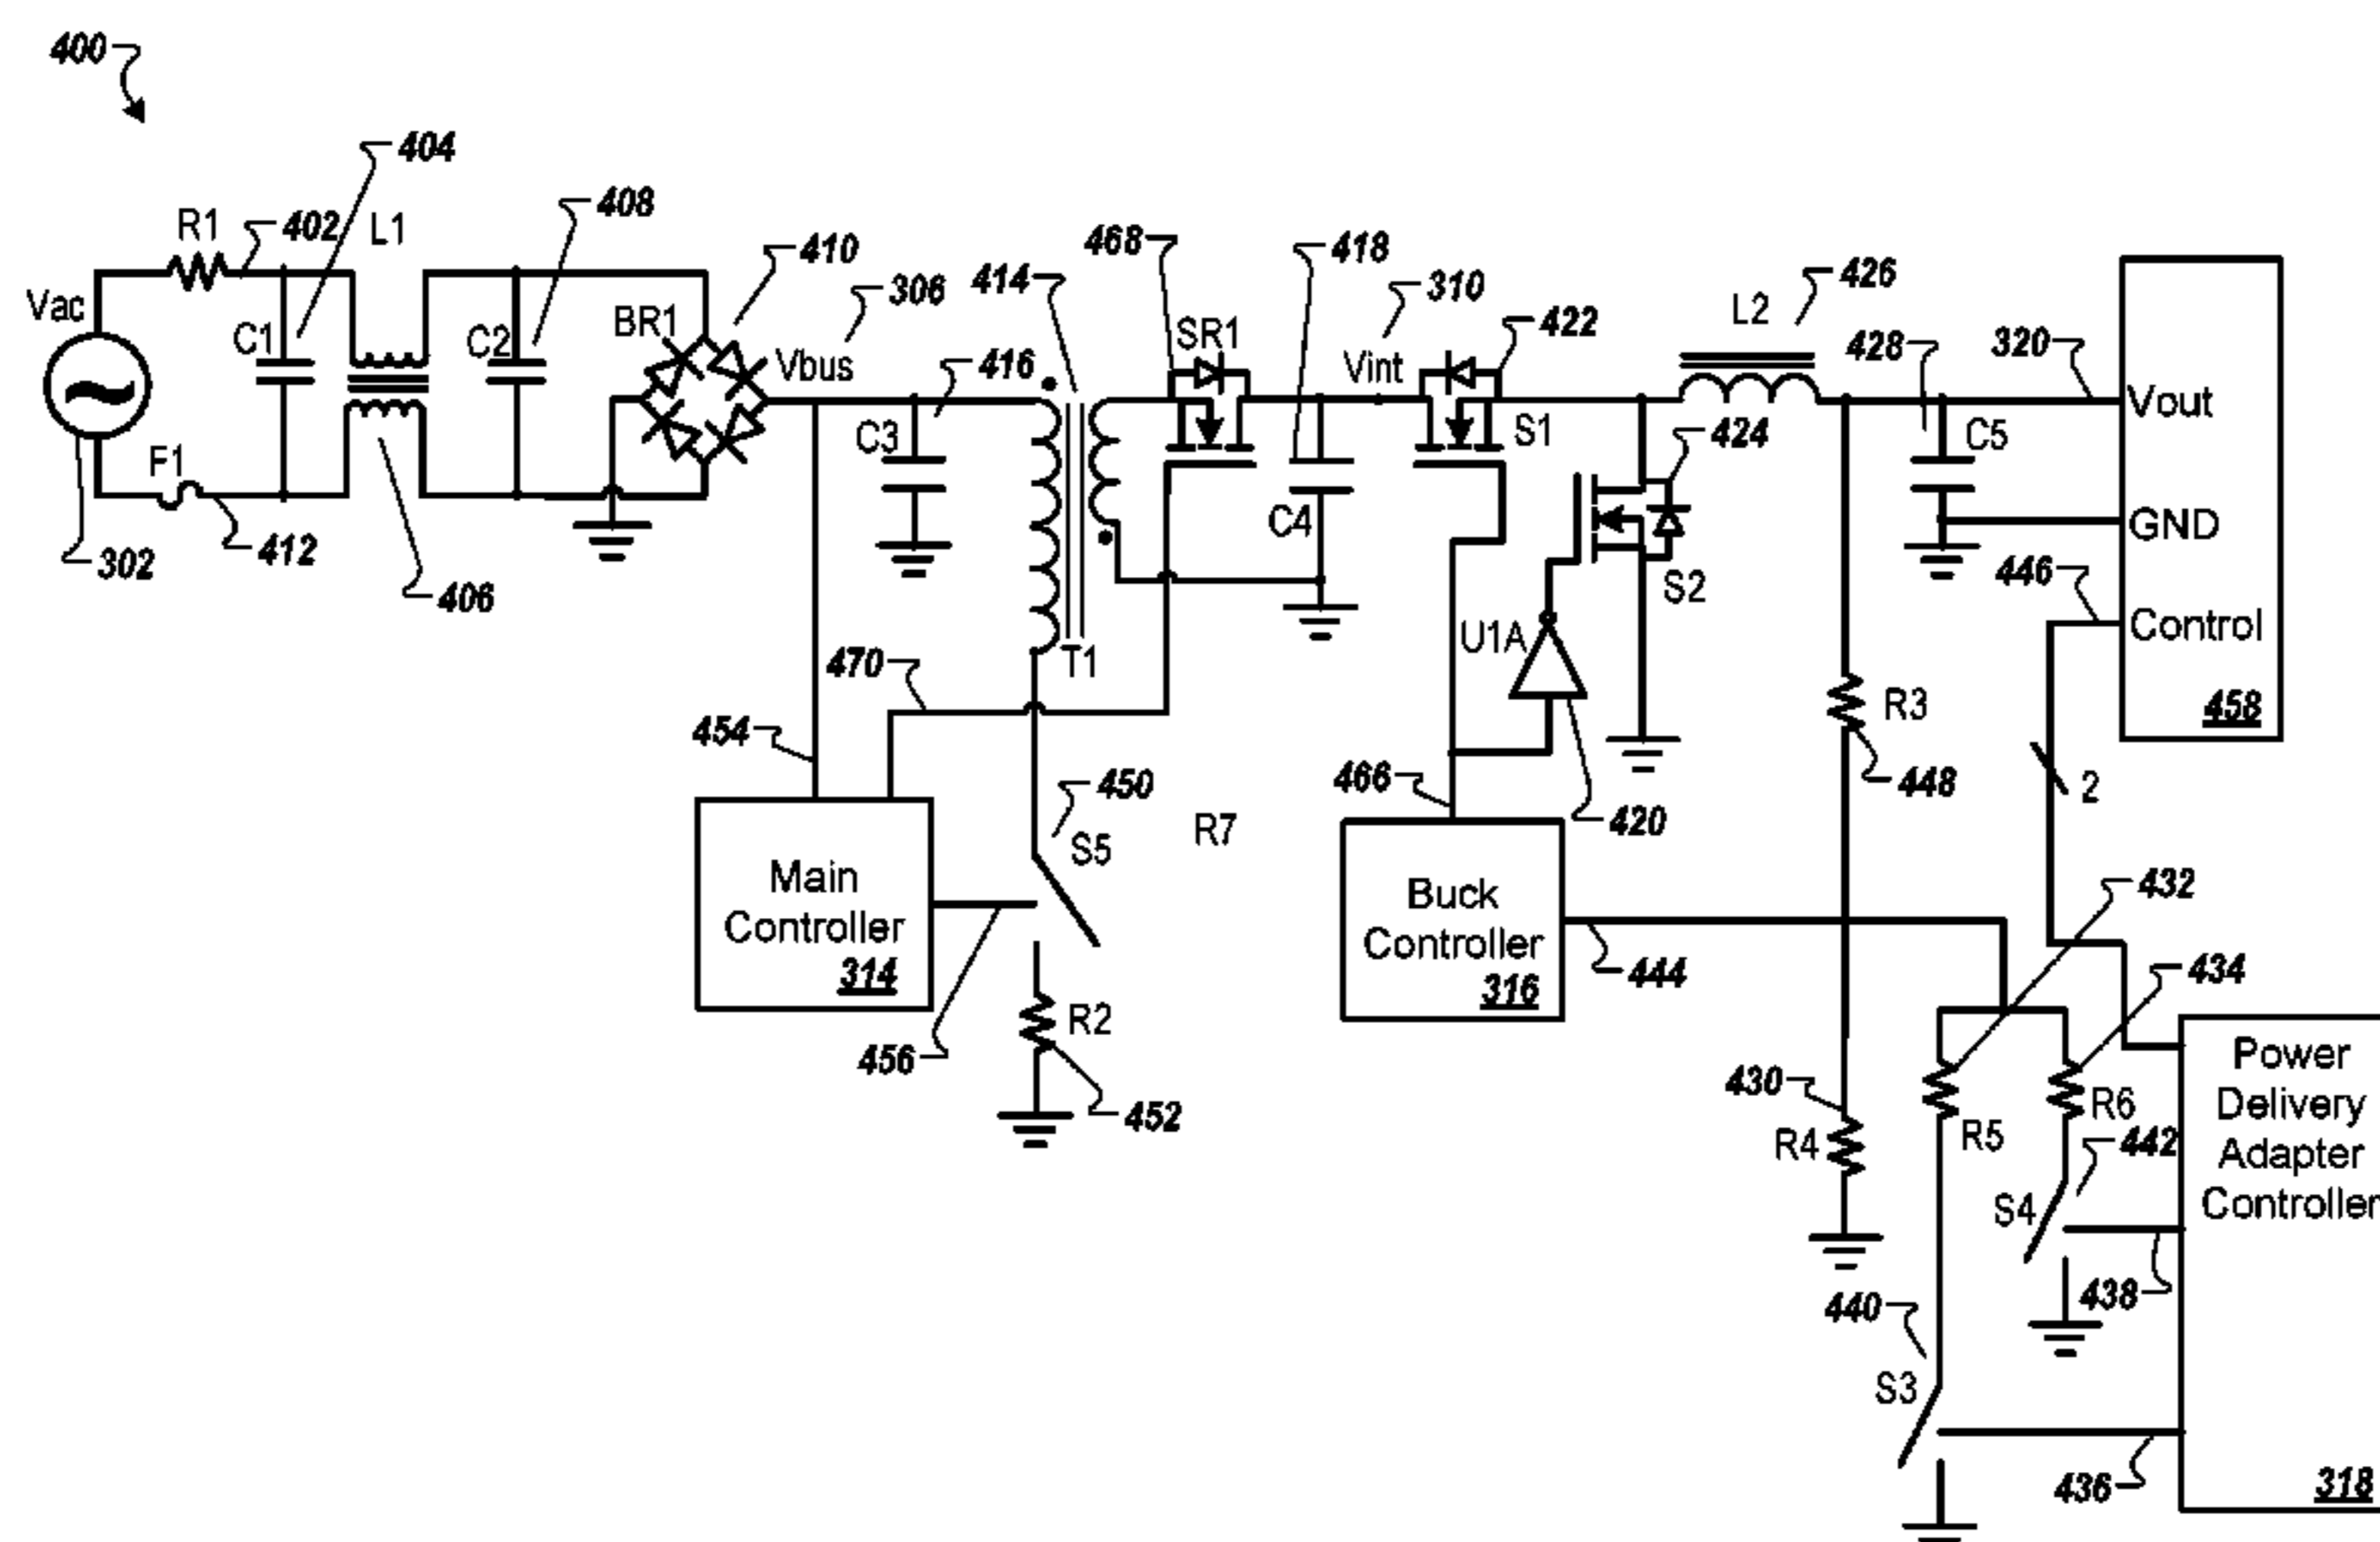 400
404
408
R1
402
L1
410
468
418
306
414
310
426
Vac
C1
C2
BR1
SR1
422
L2
428
320
Vbus
416
Vint
Vout
C3
S1
424
C5
F1
C4
GND
302
412
406
S2
446
U1A
Control
T1
470
R3
458
454
466
448
2
450
420
R7
S5
Main
Controller
314
Buck
Controller
316
444
432
434
R2
456
452
430
R4
R5
R6
442
Power
Delivery
Adapter
Controller
S4
438
440
S3
436
318